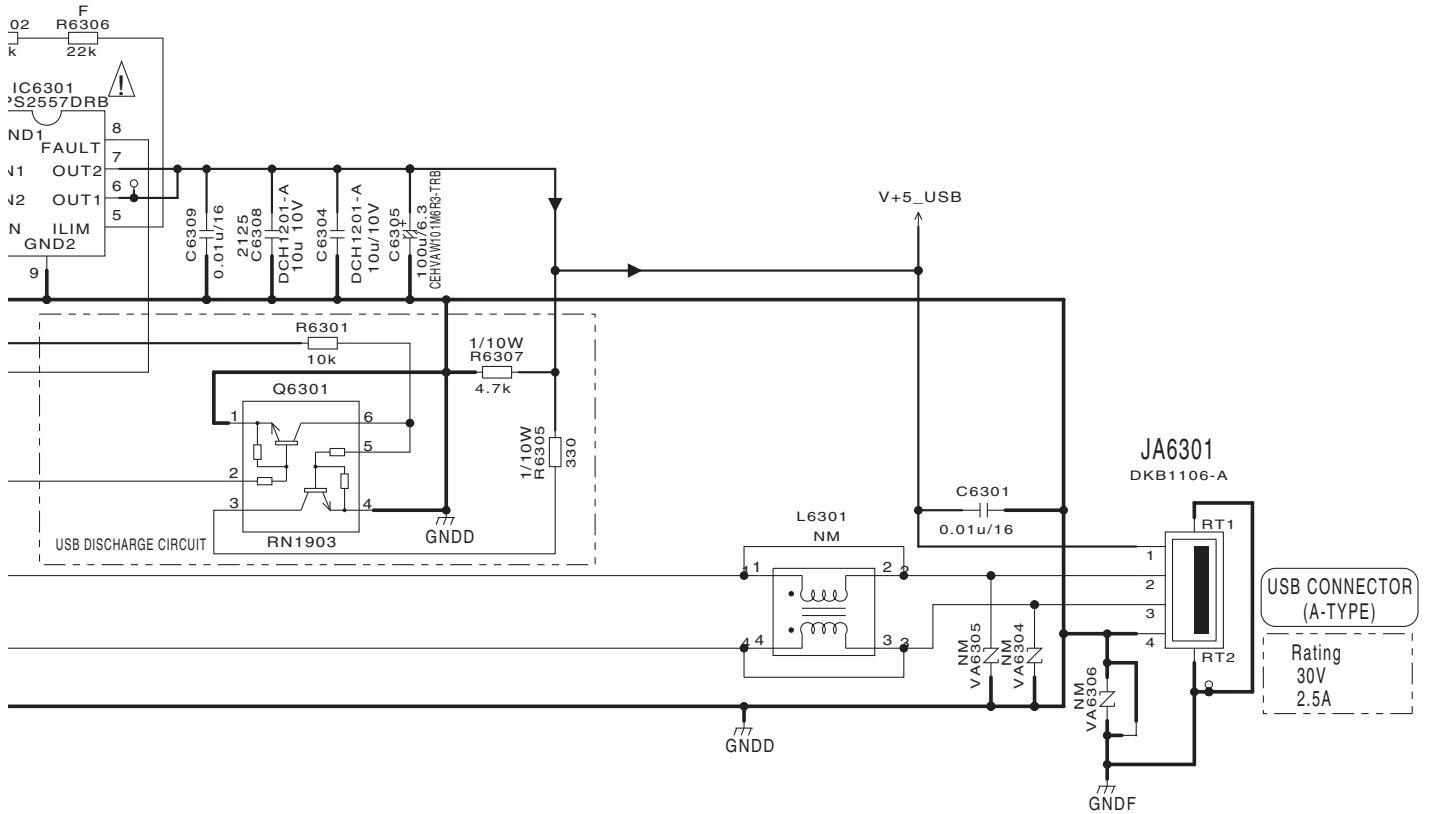 02
F
R6306
k
22k
IC6301
PS2557DRB
!
ND1
8
FAULT
7
N1 OUT2
6
N2 OUT1
5
N ILIM
GND2
9
C6309
0.01u/16
2125
C6308
DCH1201-A
10u 10V
C6304
DCH1201-A
10u/10V
C6305
+
100u/6.3
CEHVAW101M6R3-TRB
V+5_USB
R6301
10k
1/10W
R6307
4.7k
Q6301
1
6
5
2
3
4
RN1903
USB DISCHARGE CIRCUIT
1/10W
R6305
330
GNDD
L6301
NM
1 1
2 2
4 4
3 3
C6301
0.01u/16
NM
VA6305
NM
VA6304
NM
VA6306
JA6301
DKB1106-A
RT1
1
2
3
4
RT2
USB CONNECTOR
(A-TYPE)
Rating
30V
2.5A
GNDD
GNDF